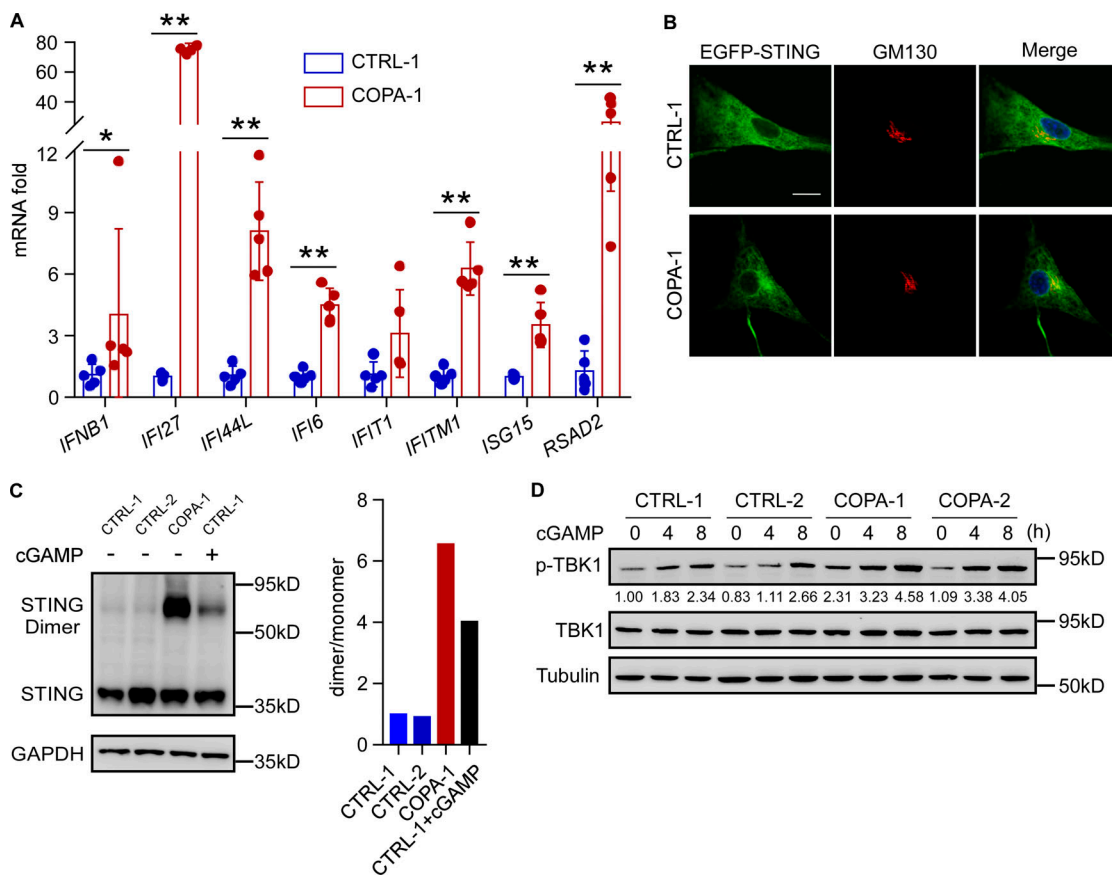 A
mRNA fold
80
60
40
12
9
6
3
0
CTRL-1
COPA-1
** 
*
**
**
**
**
**
IFNB1 IFI27 IFI44L IFI6 IFIT1 IFITM1 ISG15 RSAD2
B
EGFP-STING GM130 Merge
CTRL-1
COPA-1
C
CTRL-1 CTRL-2 COPA-1 CTRL-1
cGAMP - - - +
STING Dimer
95kD
50kD
STING
35kD
GAPDH
35kD
dimer/monomer
8
6
4
2
0
CTRL-1
CTRL-2
COPA-1
CTRL-1+cGAMP
D
CTRL-1 CTRL-2 COPA-1 COPA-2
cGAMP 0 4 8 0 4 8 0 4 8 0 4 8 (h)
p-TBK1
95kD
1.00 1.83 2.34 0.83 1.11 2.66 2.31 3.23 4.58 1.09 3.38 4.05
TBK1
95kD
Tubulin
50kD